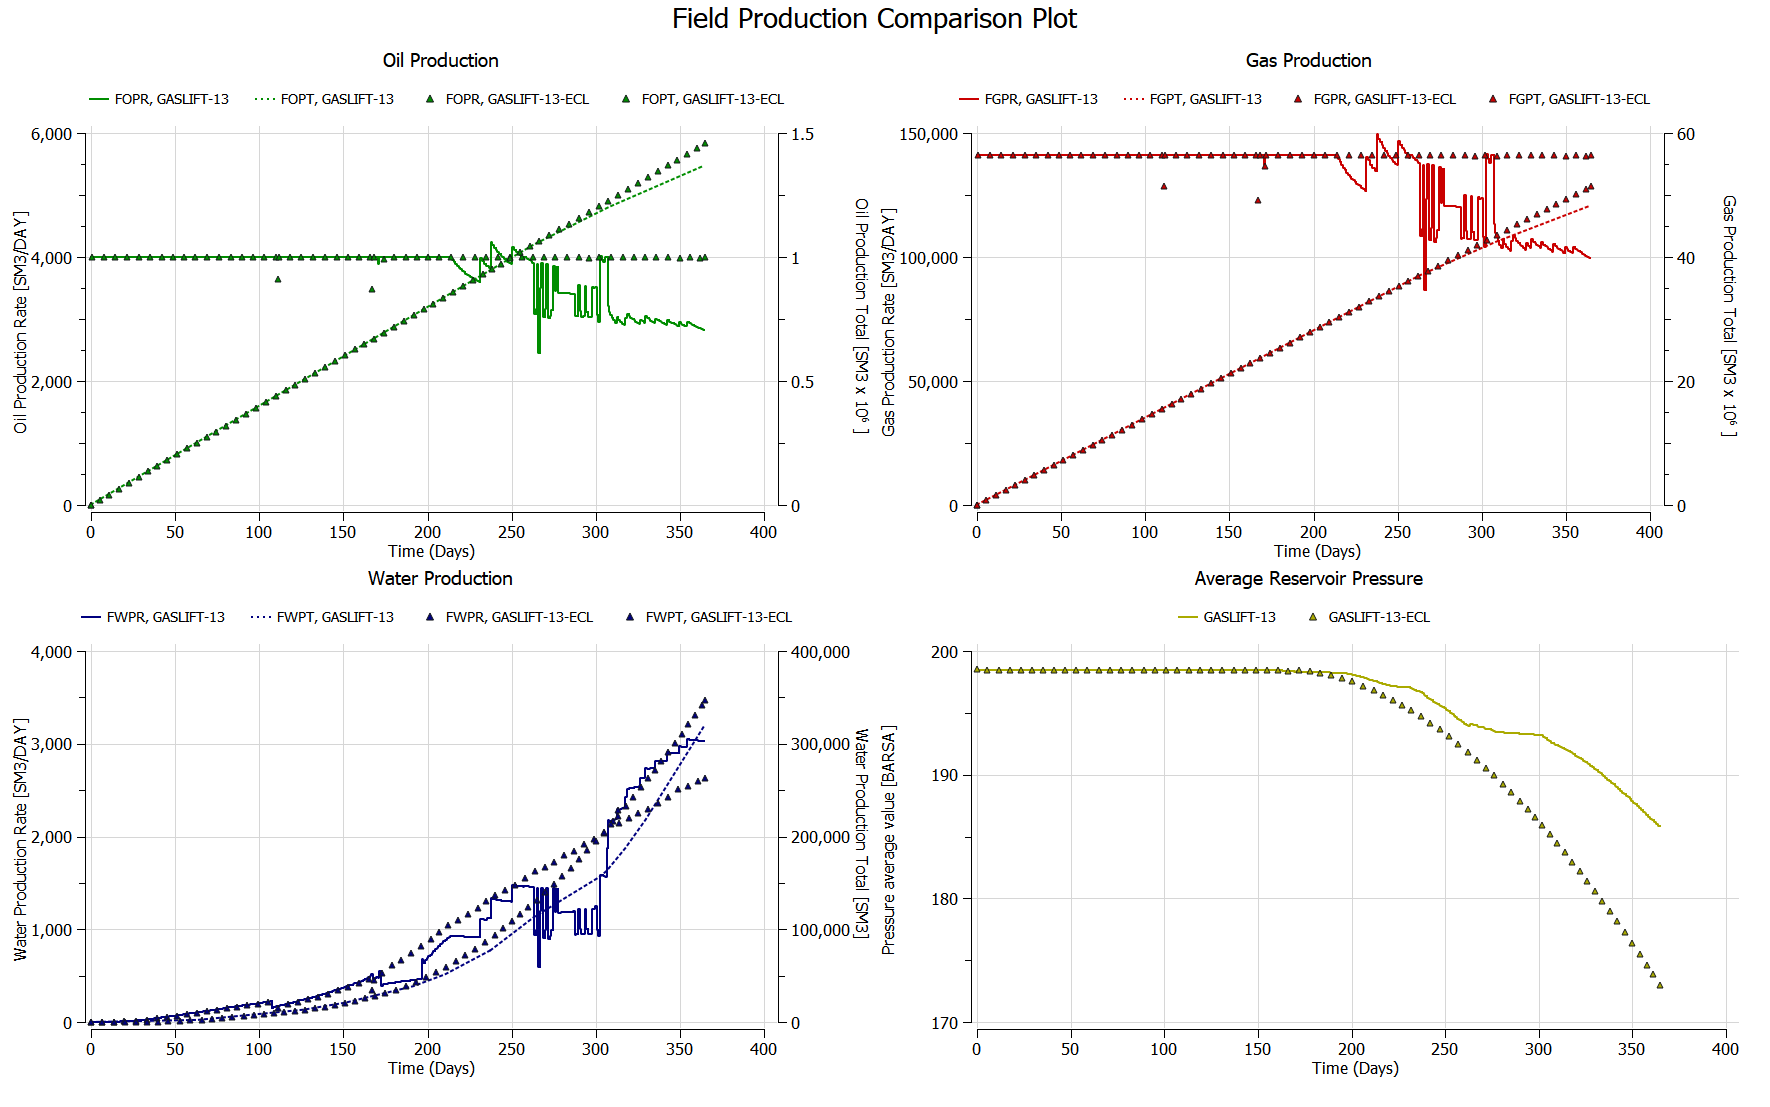 Field Production Comparison Plot
Oil Production
FOPR, GASLIFT-13
FOPT, GASLIFT-13
FOPR, GASLIFT-13-ECL
FOPT, GASLIFT-13-ECL
Oil Production Rate [SM3/DAY]
6,000
4,000
2,000
0
1.5
1
0.5
0
Oil Production Total [SM3 x 10⁶ ]
0 50 100 150 200 250 300 350 400
Time (Days)
Gas Production
FGPR, GASLIFT-13
FGPT, GASLIFT-13
FGPR, GASLIFT-13-ECL
FGPT, GASLIFT-13-ECL
Gas Production Rate [SM3/DAY]
150,000
100,000
50,000
0
60
40
20
0
Gas Production Total [SM3 x 10⁶ ]
0 50 100 150 200 250 300 350 400
Time (Days)
Water Production
FWPR, GASLIFT-13
FWPT, GASLIFT-13
FWPR, GASLIFT-13-ECL
FWPT, GASLIFT-13-ECL
Water Production Rate [SM3/DAY]
4,000
3,000
2,000
1,000
0
400,000
300,000
200,000
100,000
0
Water Production Total [SM3]
0 50 100 150 200 250 300 350 400
Time (Days)
Average Reservoir Pressure
GASLIFT-13
GASLIFT-13-ECL
Pressure average value [BARSA]
200
190
180
170
0 50 100 150 200 250 300 350 400
Time (Days)